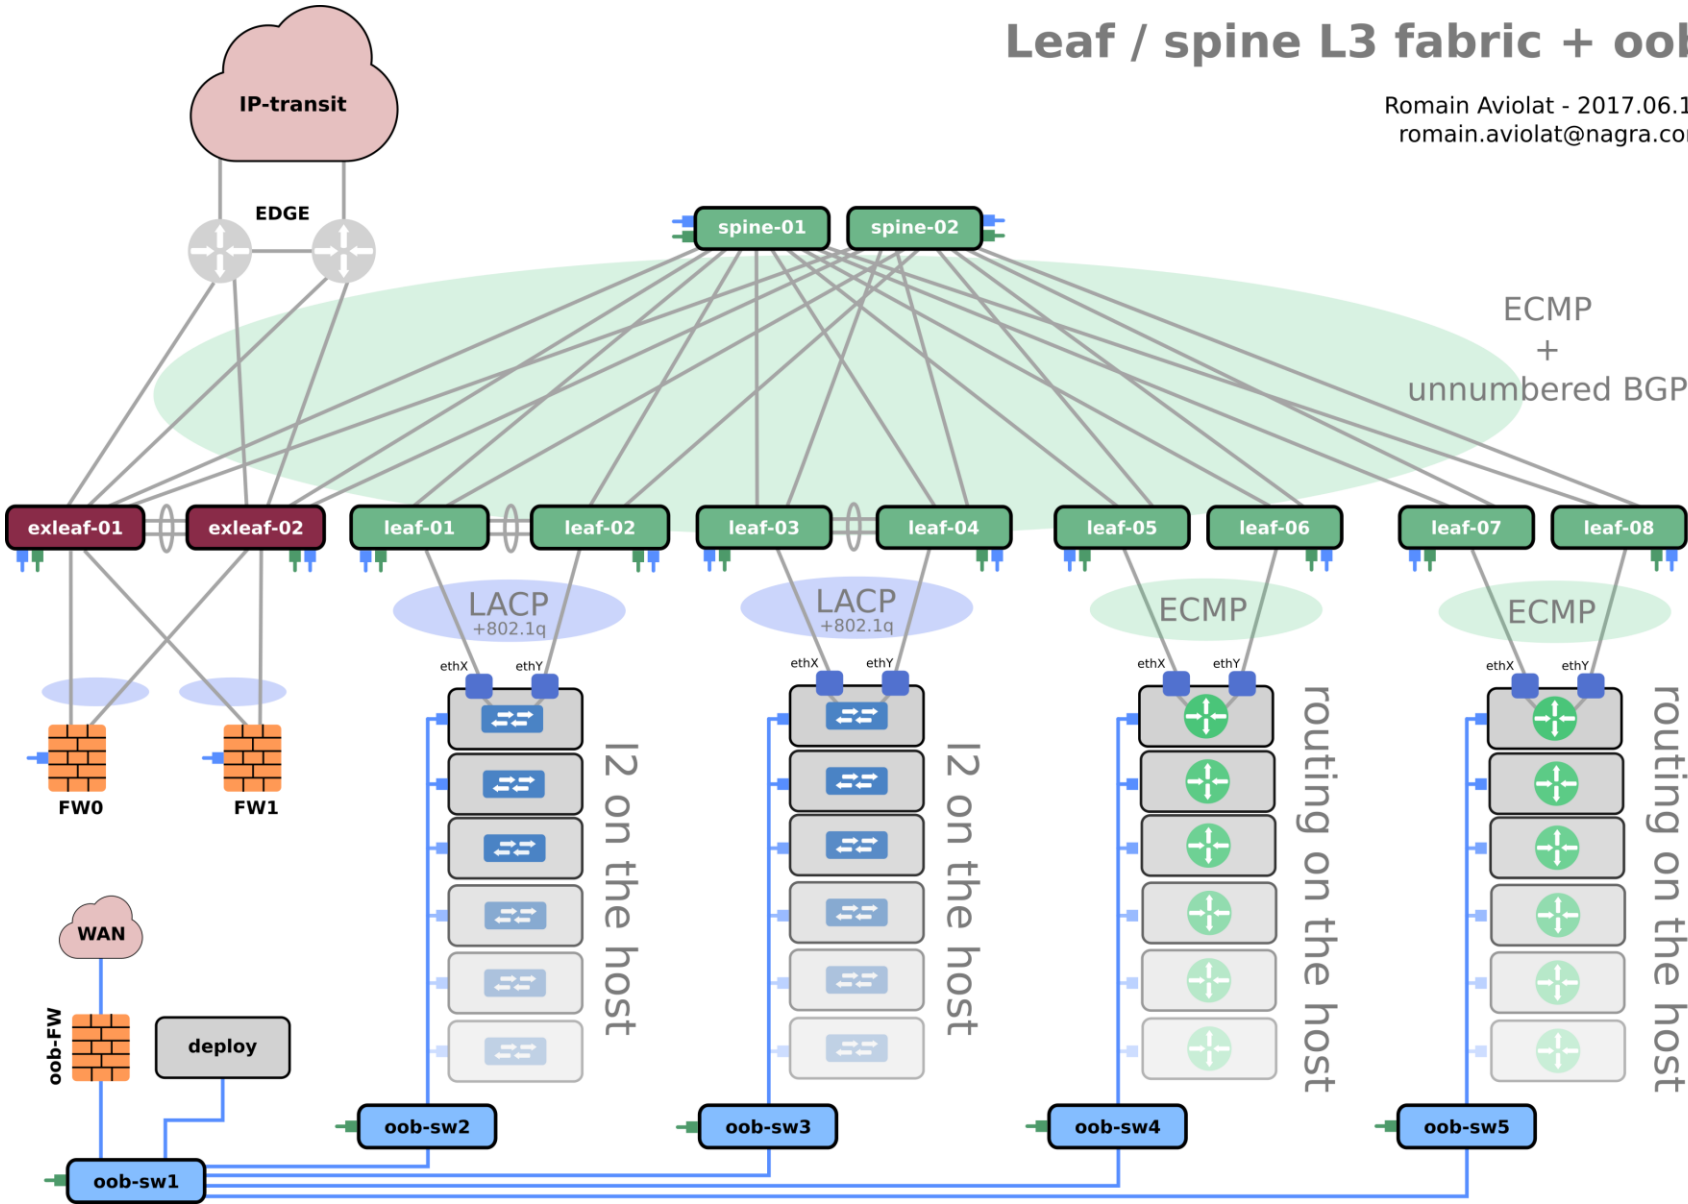 Leaf / spine L3 fabric + oob
Romain Aviolat - 2017.06.1
romain.aviolat@nagra.co
IP-transit
EDGE
spine-01
spine-02
ECMP
+
unnumbered BGP
exleaf-01
exleaf-02
leaf-01
leaf-02
leaf-03
leaf-04
leaf-05
leaf-06
leaf-07
leaf-08
LACP
+802.1q
LACP
+802.1q
ECMP
ECMP
ethX
ethY
ethX
ethY
ethX
ethY
ethX
ethY
FW0
FW1
l2 on the host
l2 on the host
routing on the host
routing on the host
WAN
oob-FW
deploy
oob-sw1
oob-sw2
oob-sw3
oob-sw4
oob-sw5